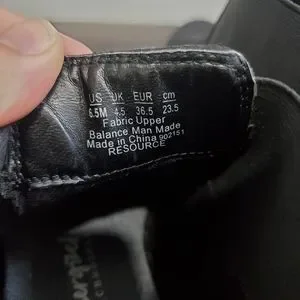 US UK EUR cm
6.5M 4.5 36.5 23.5
Fabric Upper
Balance Man Made
Made in China 902151
RESOURCE